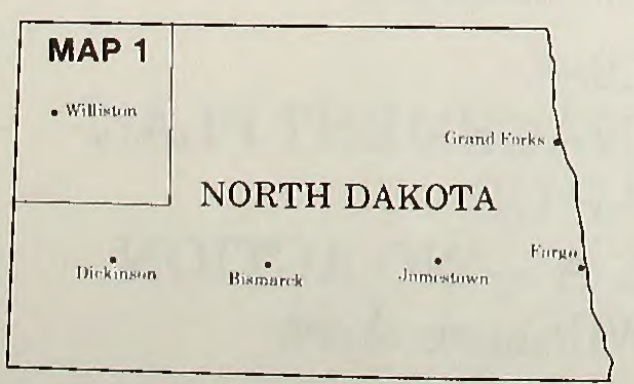 MAP 1
Williston
Grand Forks
NORTH DAKOTA
Fargo
Dickinson
Bismarck
Jamestown